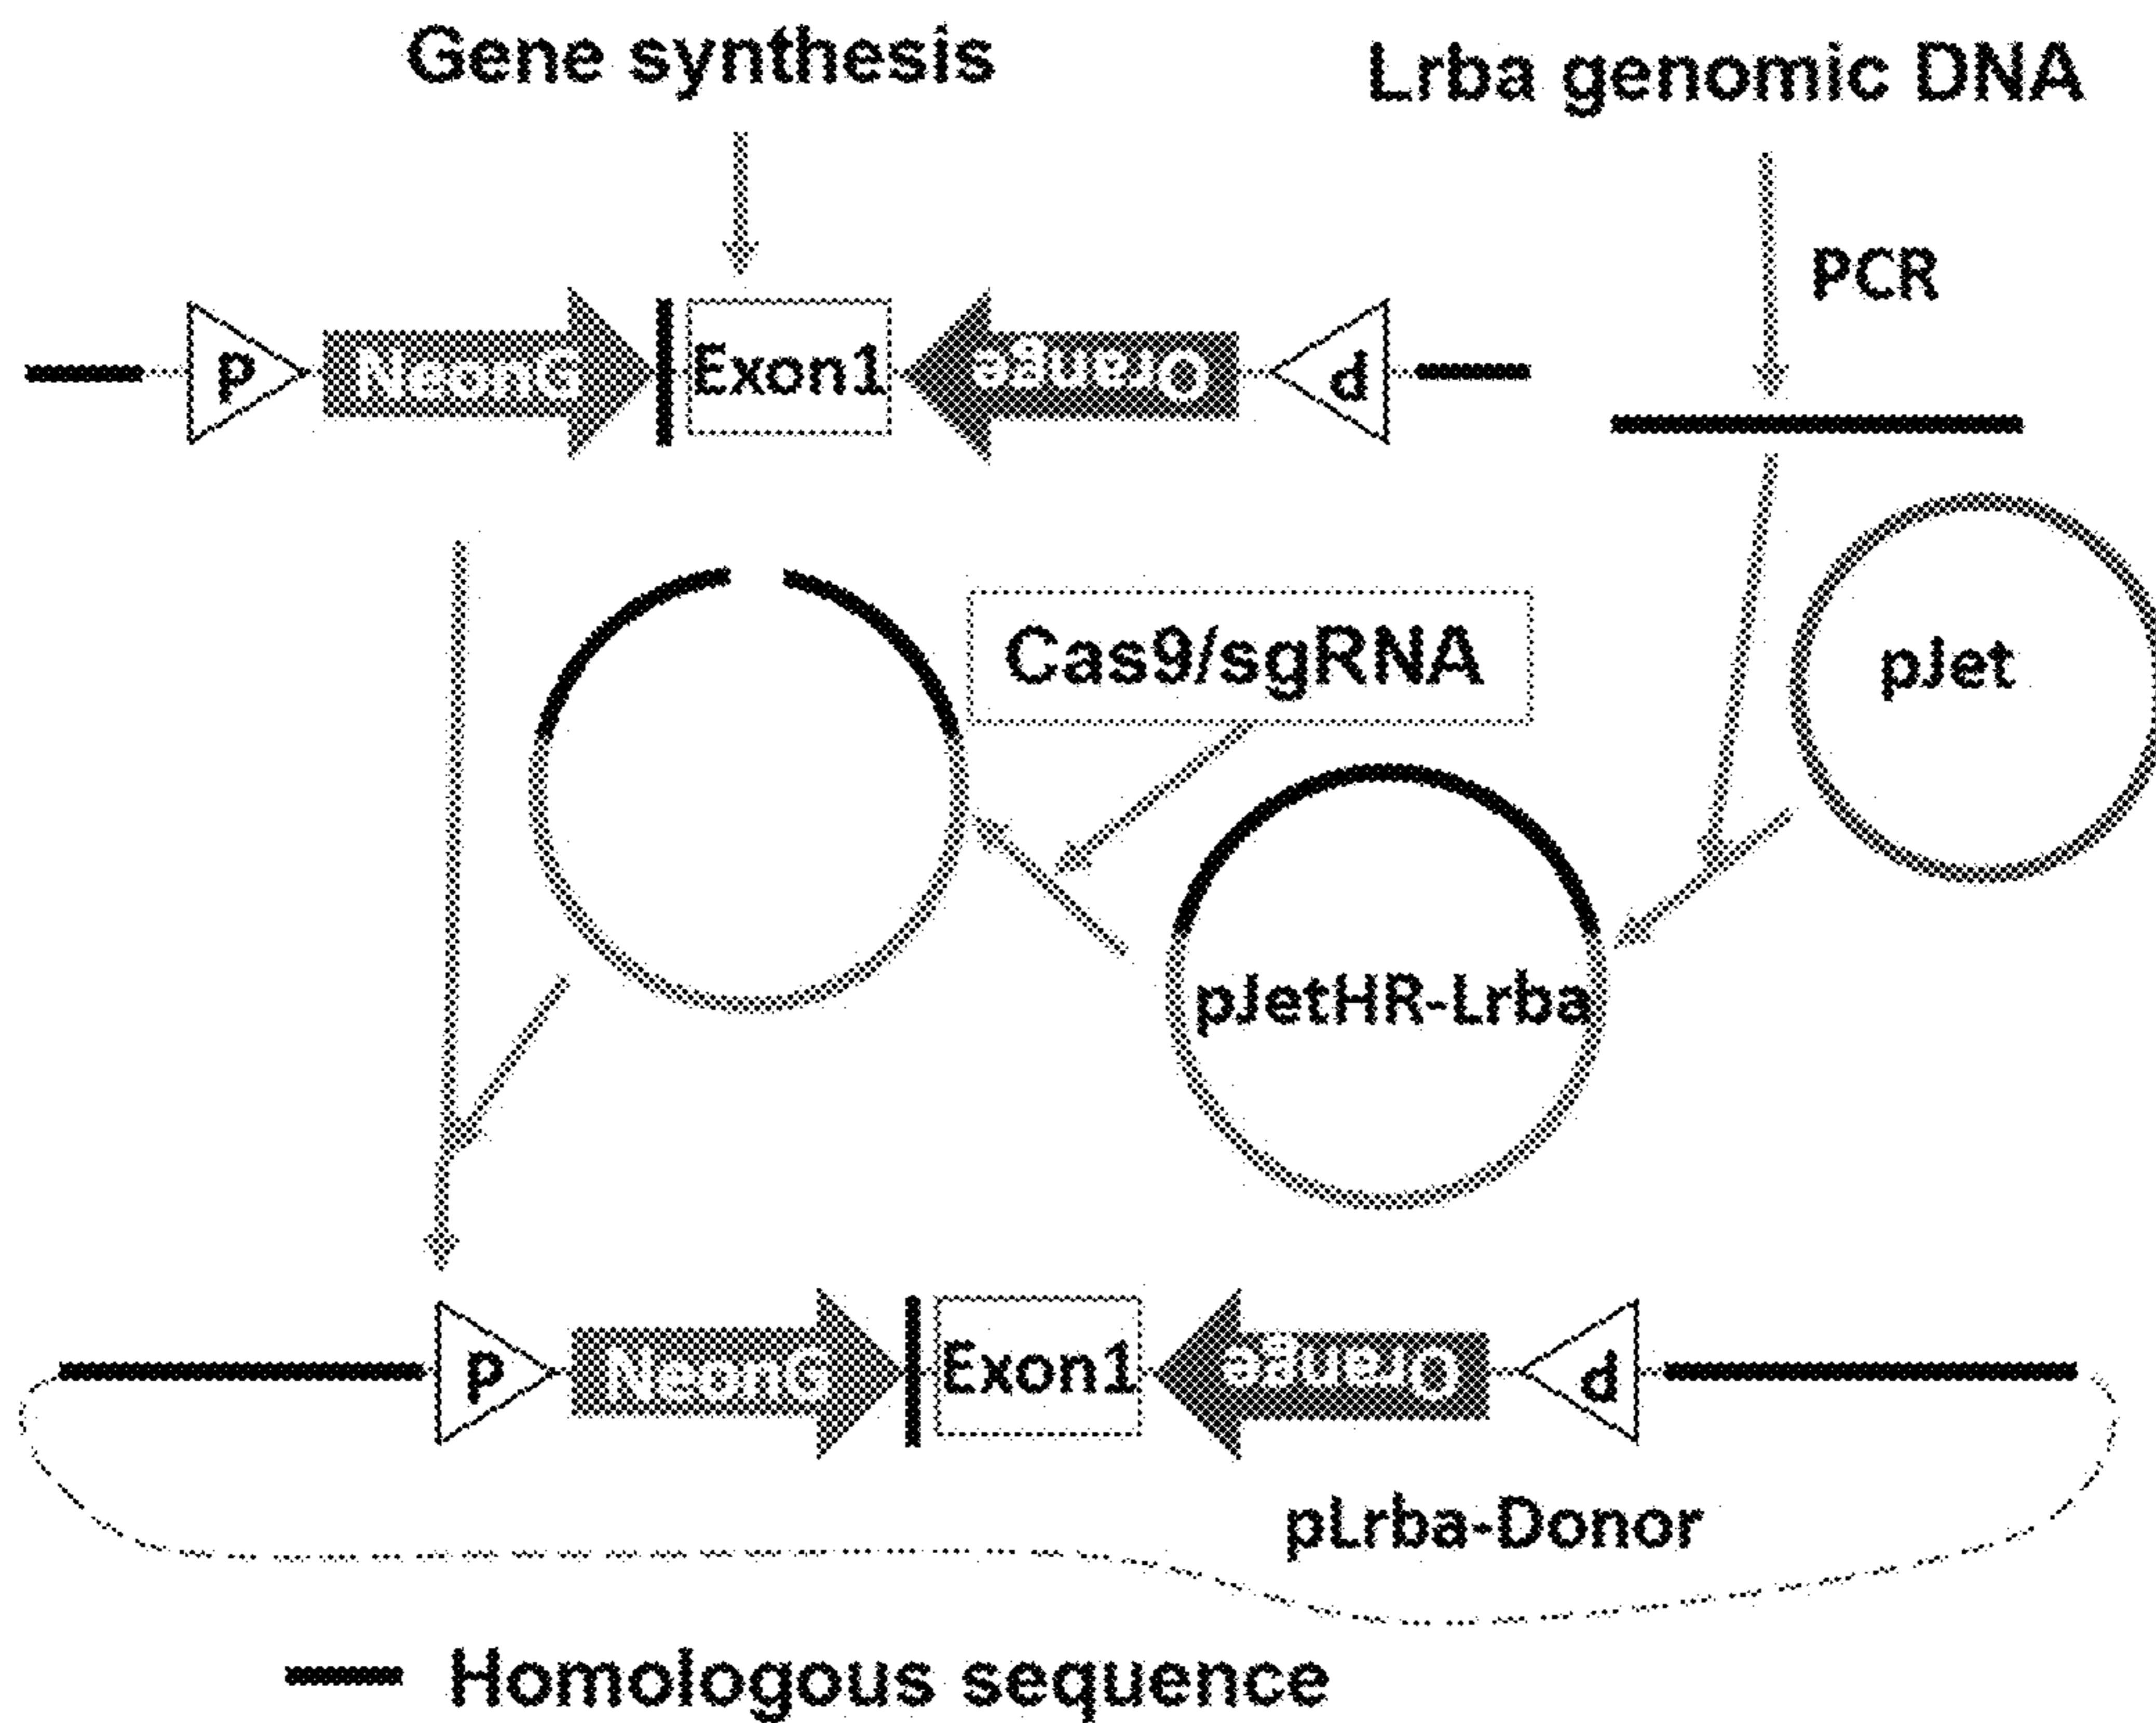 Gene synthesis
Lrba genomic DNA
PCR
P
NeonG
Exon1
Orange
P
Cas9/sgRNA
pJet
pJetHR-Lrba
P
NeonG
Exon1
Orange
P
pLrba-Donor
Homologous sequence